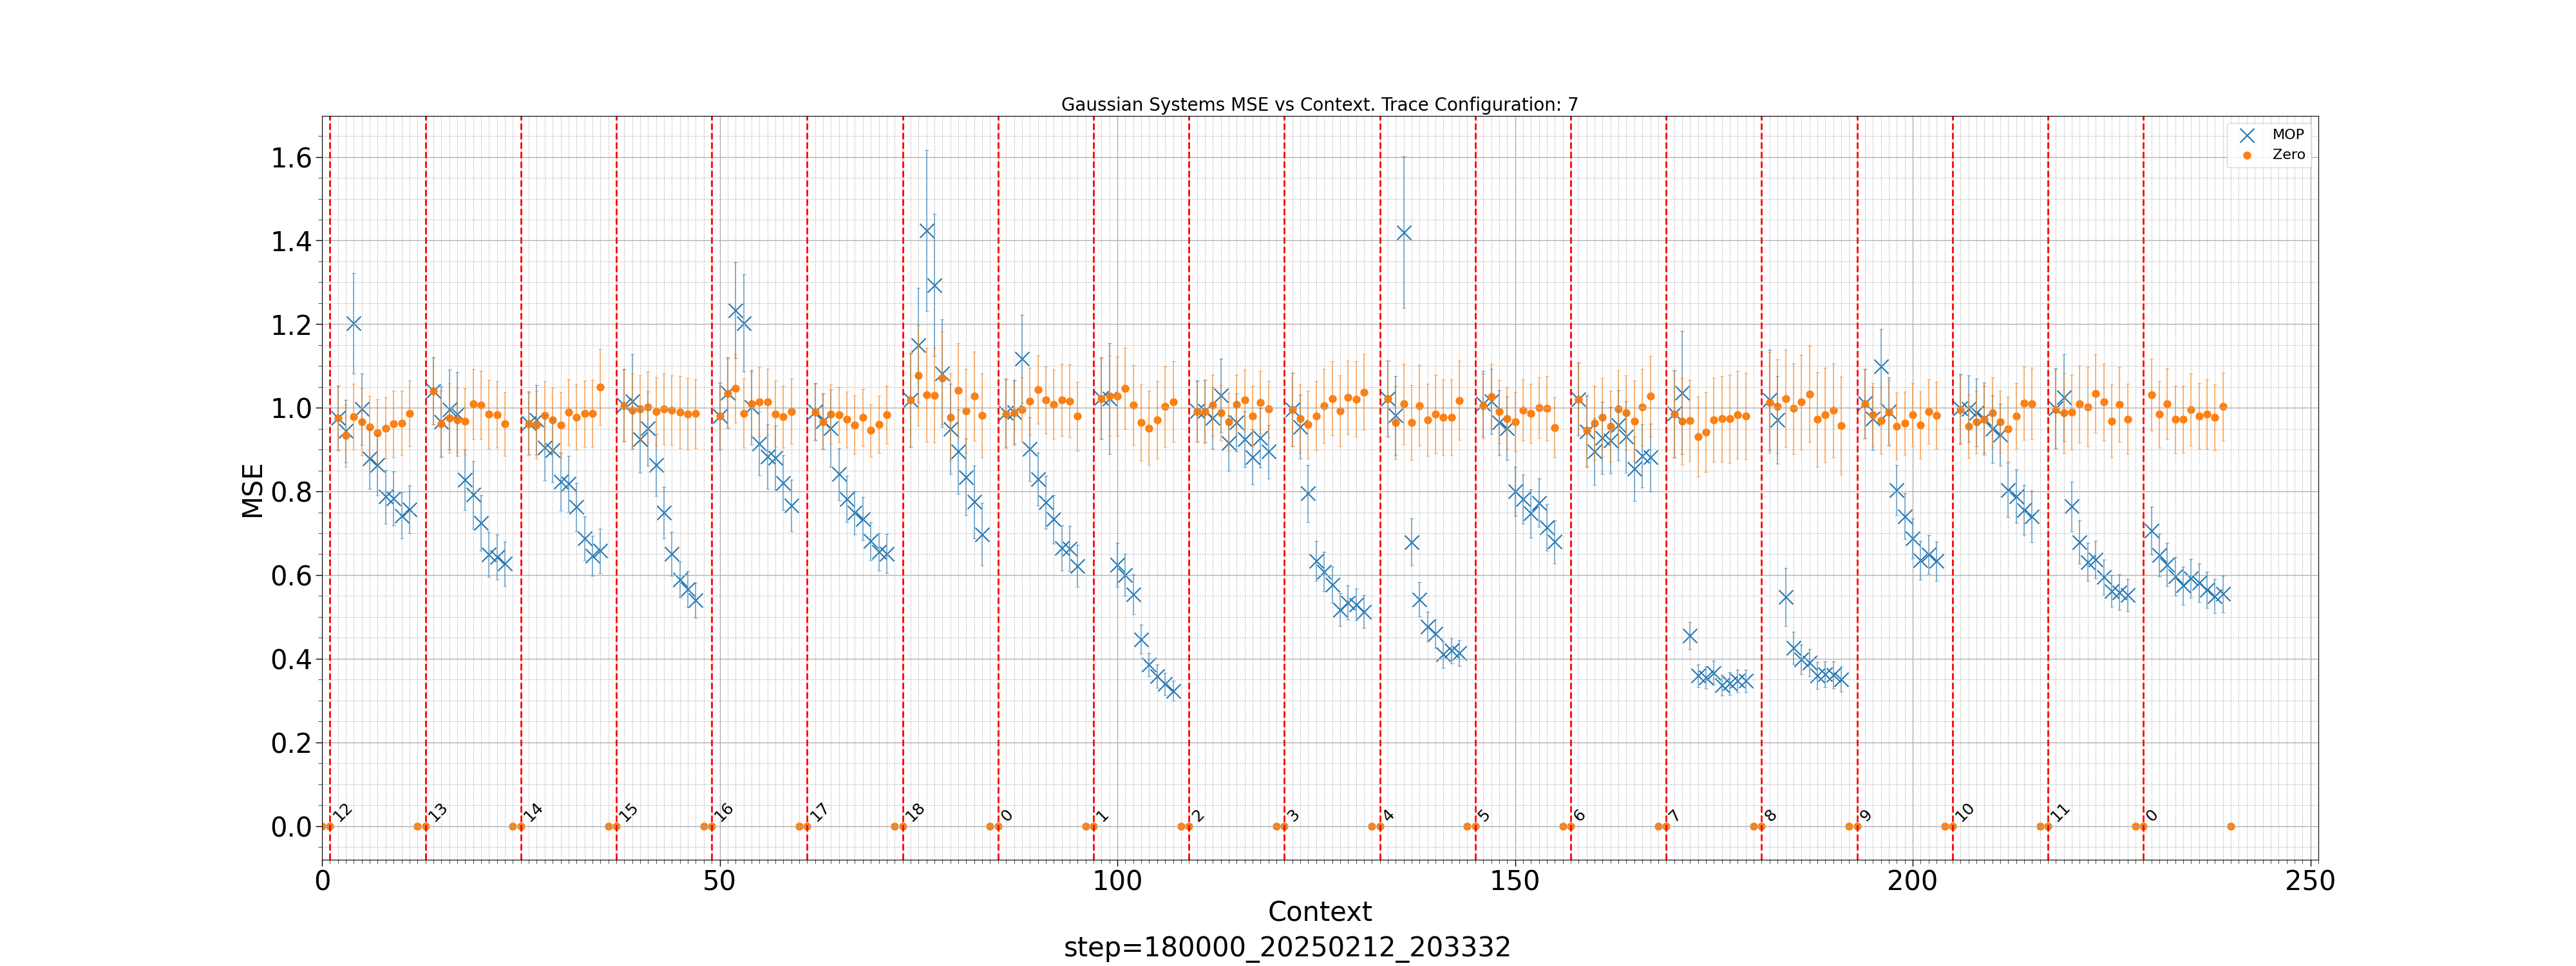 Gaussian Systems MSE vs Context. Trace Configuration: 7
MOP
Zero
MSE
1.6
1.4
1.2
1.0
0.8
0.6
0.4
0.2
0.0
12 13 14 15 16 17 18 0 1 2 3 4 5 6 7 8 9 10 11 0
0 50 100 150 200 250
Context
step=180000_20250212_203332